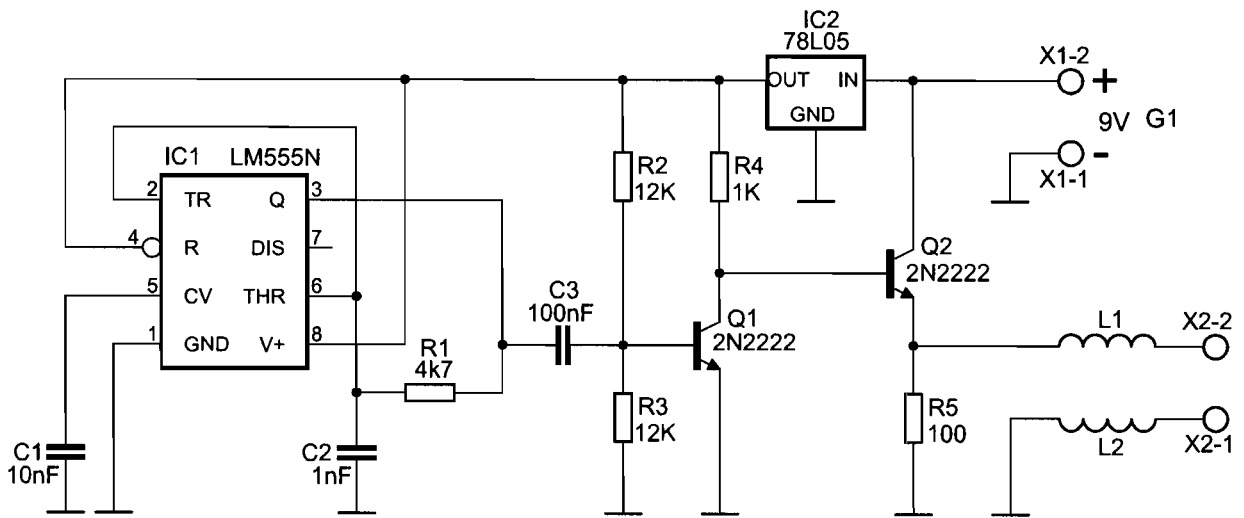 IC2
78L05
OUT IN
GND
X1-2
+
9V G1
-
X1-1
IC1 LM555N
2 TR Q 3
4 R DIS 7
5 CV THR 6
1 GND V+ 8
R2
12K
R4
1K
Q2
2N2222
C3
100nF
Q1
2N2222
R1
4k7
L1 X2-2
R3
12K
R5
100
L2 X2-1
C1
10nF
C2
1nF